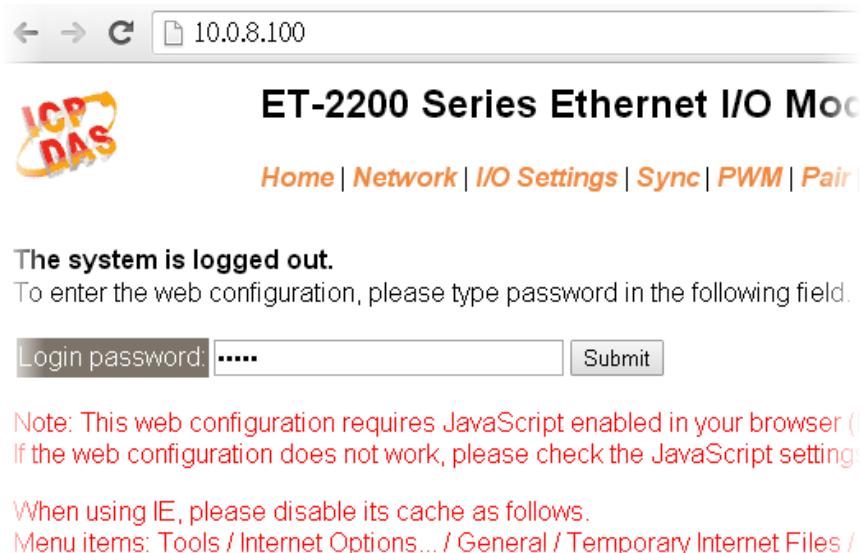 10.0.8.100
ICP DAS
ET-2200 Series Ethernet I/O
Home | Network | I/O Settings | Sync | PWM | Pair |
The system is logged out.
To enter the web configuration, please type password in the following field.
Login password: ••••• Submit
Note: This web configuration requires JavaScript enabled in your browser (
If the web configuration does not work, please check the JavaScript settings
When using IE, please disable its cache as follows.
Menu items: Tools / Internet Options... / General / Temporary Internet Files /